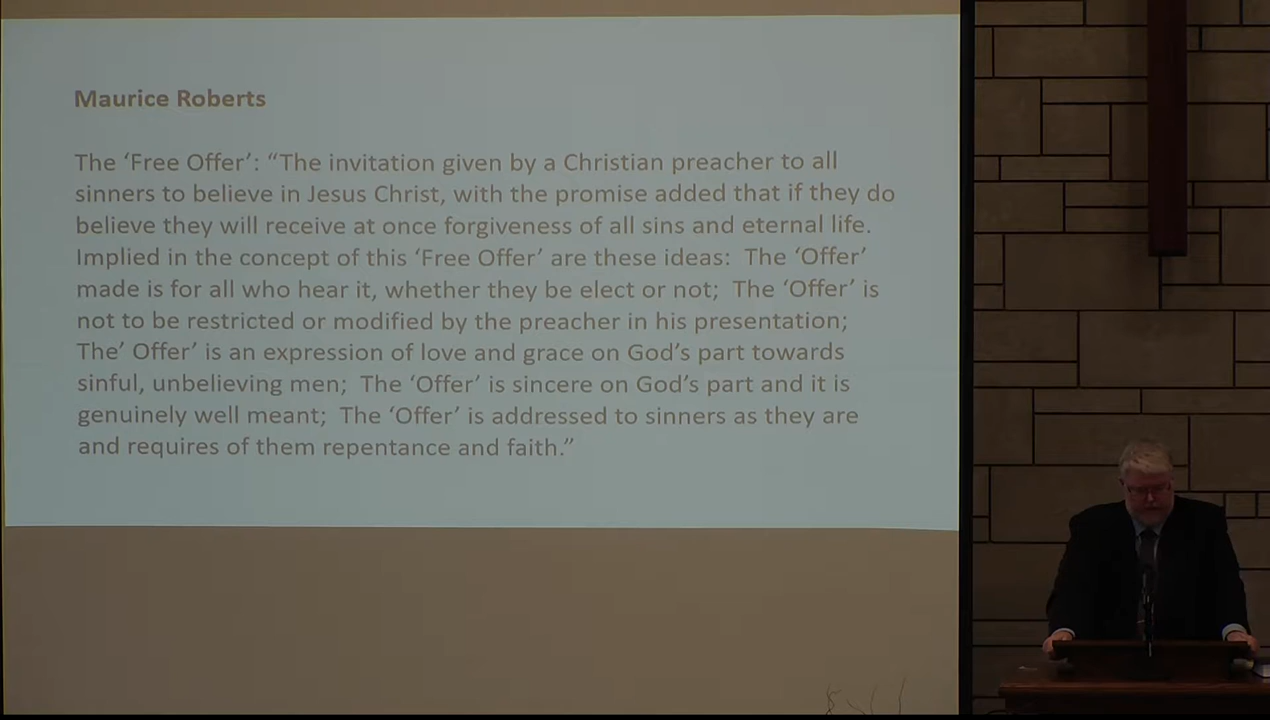 Maurice Roberts
The ‘Free Offer’: “The invitation given by a Christian preacher to all
sinners to believe in Jesus Christ, with the promise added that if they do
believe they will receive at once forgiveness of all sins and eternal life.
Implied in the concept of this ‘Free Offer’ are these ideas:  The ‘Offer’
made is for all who hear it, whether they be elect or not;  The ‘Offer’ is
not to be restricted or modified by the preacher in his presentation;
The’ Offer’ is an expression of love and grace on God’s part towards
sinful, unbelieving men;  The ‘Offer’ is sincere on God’s part and it is
genuinely well meant;  The ‘Offer’ is addressed to sinners as they are
and requires of them repentance and faith.”